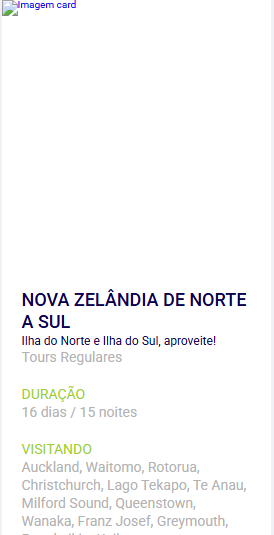 Imagem card
NOVA ZELÂNDIA DE NORTE
A SUL
Ilha do Norte e Ilha do Sul, aproveite!
Tours Regulares
DURAÇÃO
16 dias / 15 noites
VISITANDO
Auckland, Waitomo, Rotorua,
Christchurch, Lago Tekapo, Te Anau,
Milford Sound, Queenstown,
Wanaka, Franz Josef, Greymouth,